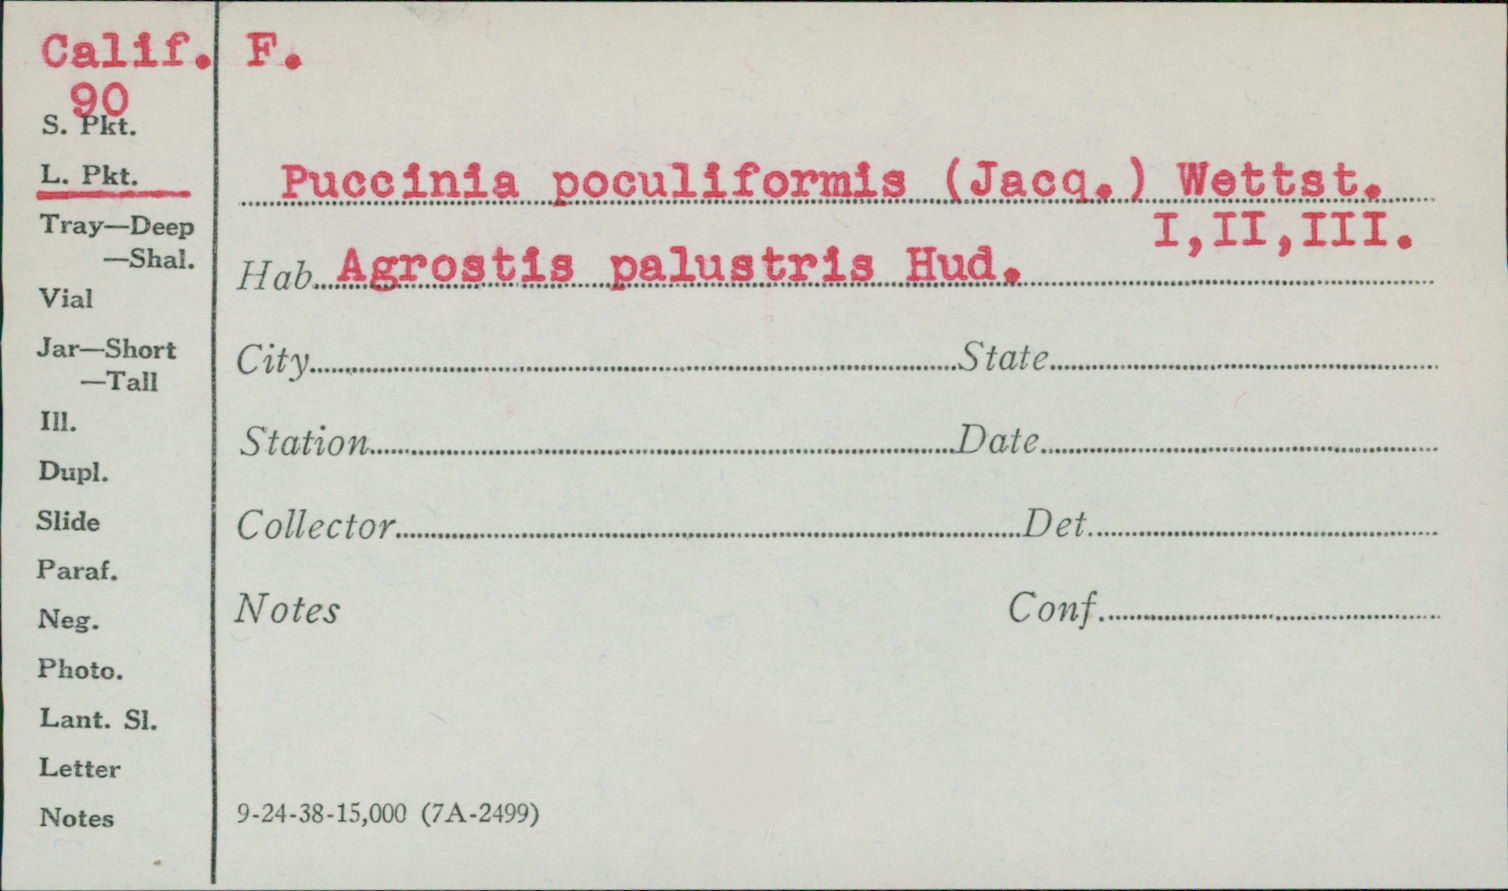 Calif. F.
90
S. Pkt.
L. Pkt.
Tray—Deep
—Shal.
Vial
Jar—Short
—Tall
Ill.
Dupl.
Slide
Paraf.
Neg.
Photo.
Lant. Sl.
Letter
Notes
Puccinia poculiformis (Jacq.) Wettst.
I,II,III.
Hab. Agrostis palustris Hud.
City State
Station Date
Collector Det.
Notes Conf.
9-24-38-15,000 (7A-2499)